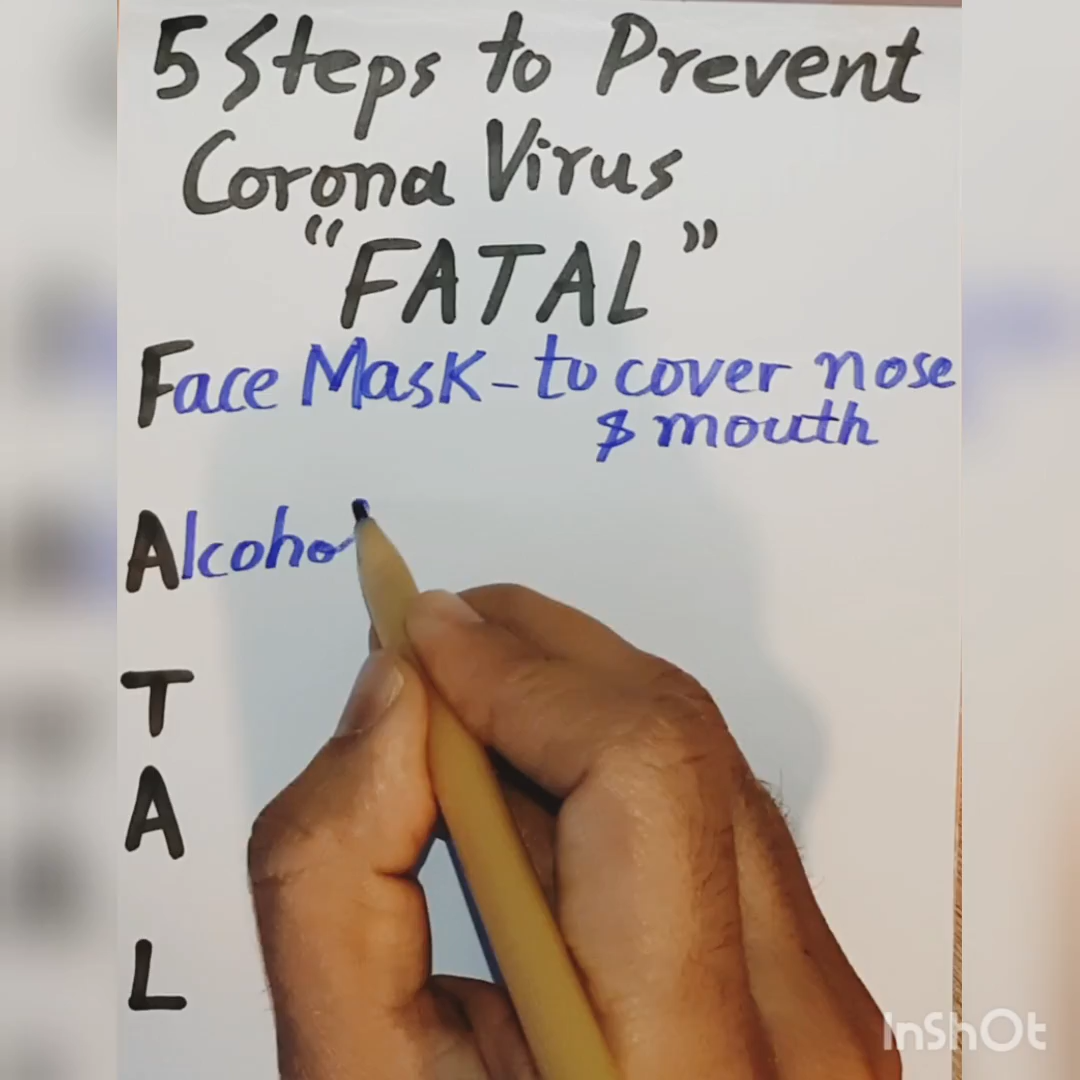 5 Steps to Prevent
Corona Virus
"FATAL"
Face Mask - to cover nose
& mouth
Alcoho
T
A
L
InShOt